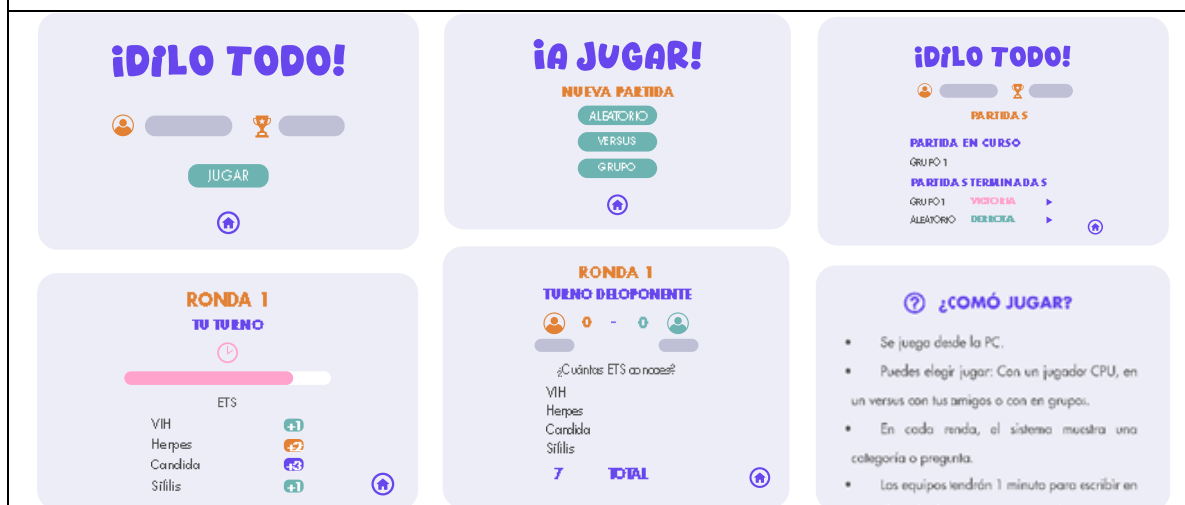 ¡DÍLO TODO!
JUGAR
¡A JUGAR!
NUEVA PARTIDA
ALEATORIO
VERSUS
GRUPO
¡DÍLO TODO!
PARTIDAS
PARTIDA EN CURSO
GRUPO 1
PARTIDAS TERMINADAS
GRUPO 1 VICTORIA
ALEATORIO DERROTA
RONDA 1
TU TURNO
ETS
VIH +1
Herpes
Candida +3
Sífilis +1
RONDA 1
TURNO DEL OPONENTE
0 - 0
¿Cuántas ETS conoces?
VIH
Herpes
Candida
Sífilis
7 TOTAL
? ¿COMÓ JUGAR?
• Se juega desde la PC.
• Puedes elegir jugar: Con un jugador CPU, en
un versus con tus amigos o con en grupos.
• En cada renda, el sistema muestra una
categoría o pregunta.
• Los equipos tendrán 1 minuto para escribir en